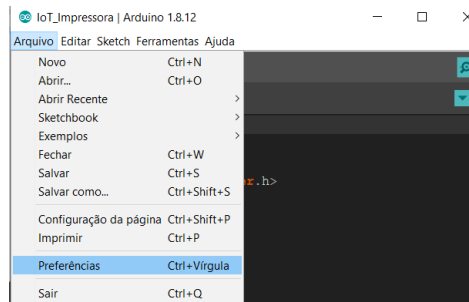 IoT_Impressora | Arduino 1.8.12
Arquivo Editar Sketch Ferramentas Ajuda
Novo Ctrl+N
Abrir... Ctrl+O
Abrir Recente >
Sketchbook >
Exemplos >
Fechar Ctrl+W
Salvar Ctrl+S
Salvar como... Ctrl+Shift+S
r.h>
Configuração da página Ctrl+Shift+P
Imprimir Ctrl+P
Preferências Ctrl+Vírgula
Sair Ctrl+Q